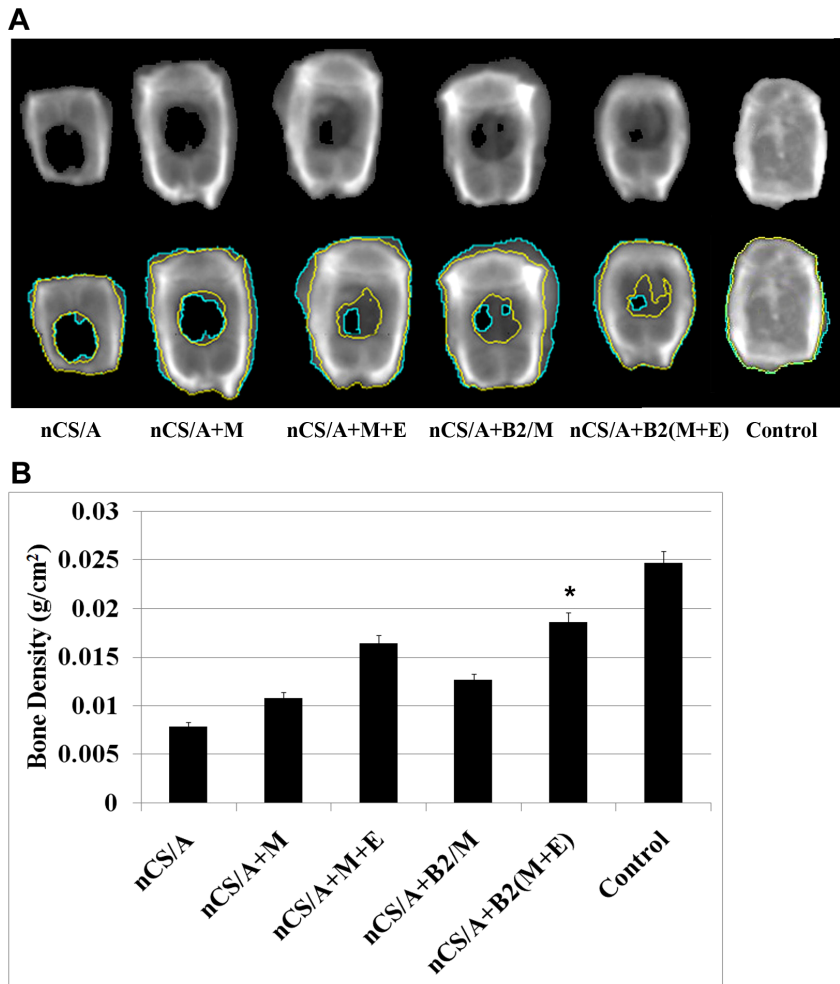 A
nCS/A nCS/A+M nCS/A+M+E nCS/A+B2/M nCS/A+B2(M+E) Control
B
Bone Density (g/cm²)
0.03
0.025
0.02
0.015
0.01
0.005
0
*
nCS/A
nCS/A+M
nCS/A+M+E
nCS/A+B2/M
nCS/A+B2(M+E)
Control